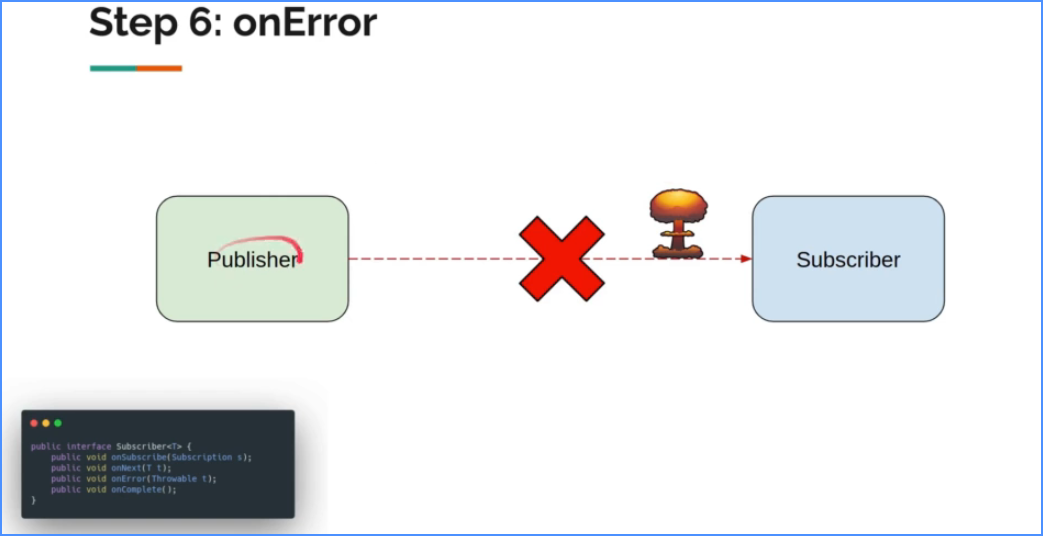 Step 6: onError
Publisher
Subscriber
public interface Subscriber<T> {
    public void onSubscribe(Subscription s);
    public void onNext(T t);
    public void onError(Throwable t);
    public void onComplete();
}